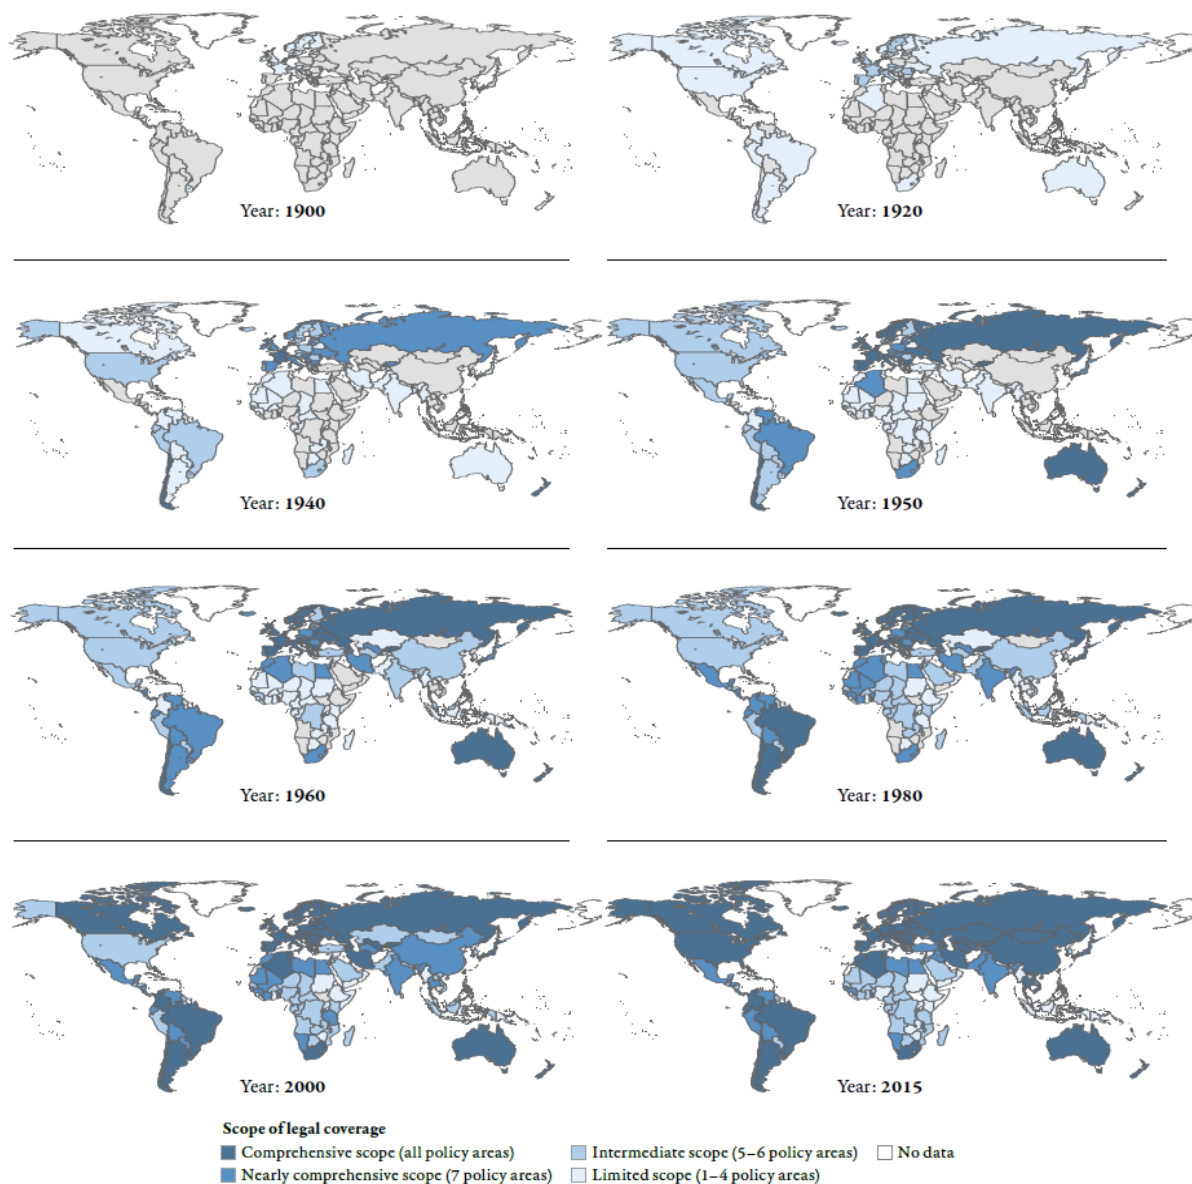 Year: 1900
Year: 1920
Year: 1940
Year: 1950
Year: 1960
Year: 1980
Year: 2000
Year: 2015
Scope of legal coverage
Comprehensive scope (all policy areas)
Intermediate scope (5–6 policy areas)
No data
Nearly comprehensive scope (7 policy areas)
Limited scope (1–4 policy areas)